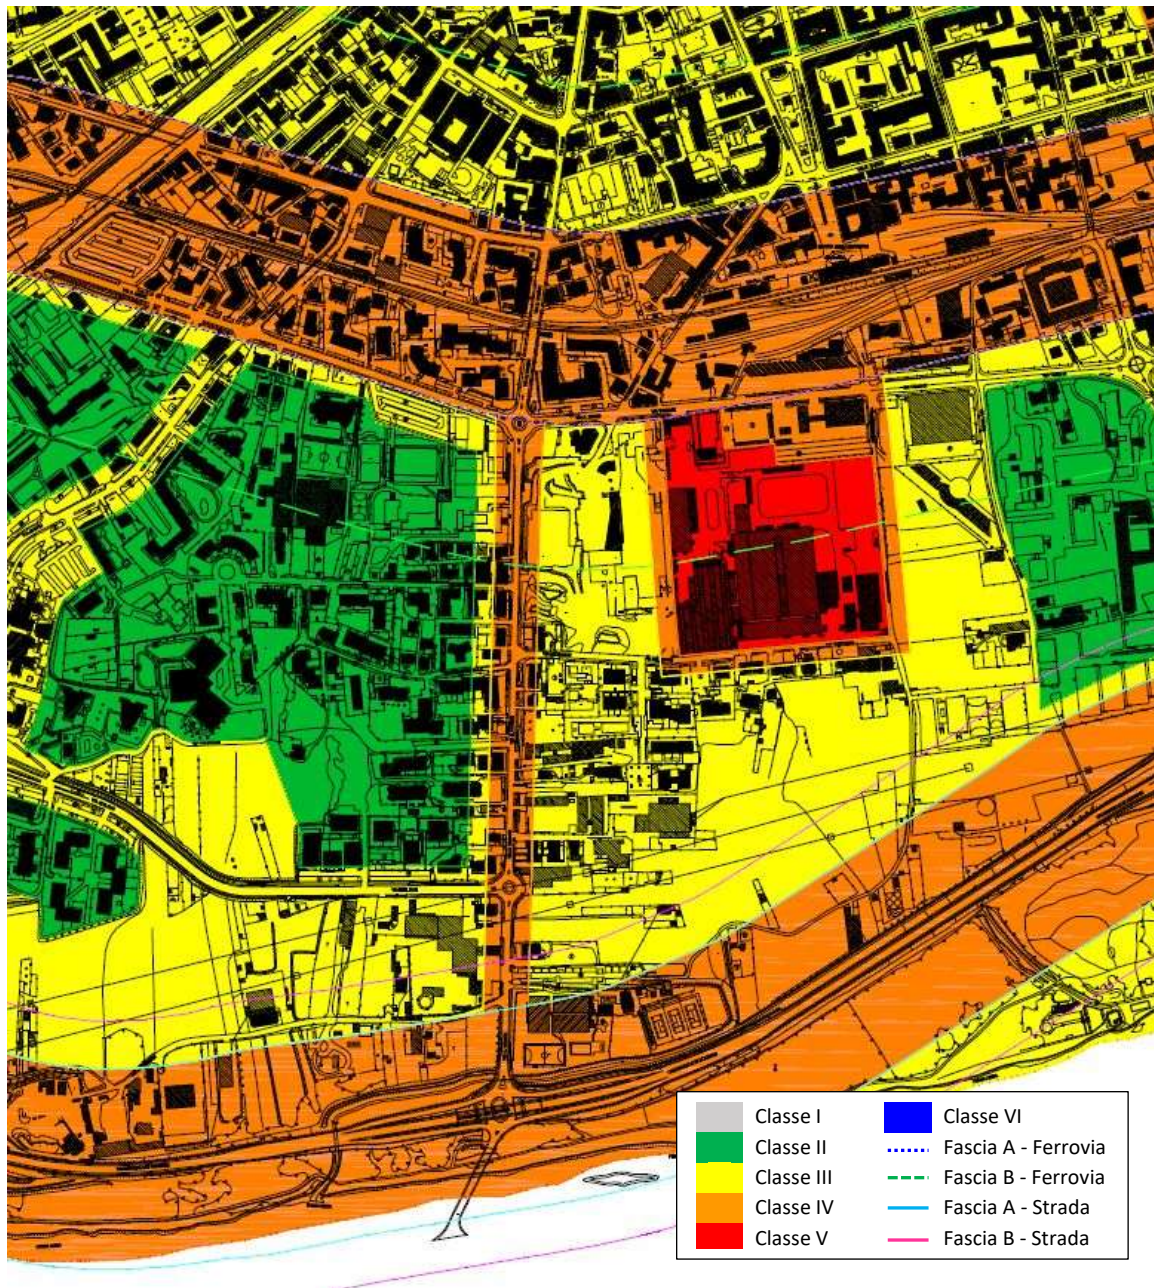 Classe I
Classe II
Classe III
Classe IV
Classe V
Classe VI
Fascia A - Ferrovia
Fascia B - Ferrovia
Fascia A - Strada
Fascia B - Strada